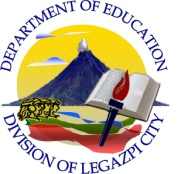 DEPARTMENT OF EDUCATION
DIVISION OF LEGAZPI CITY